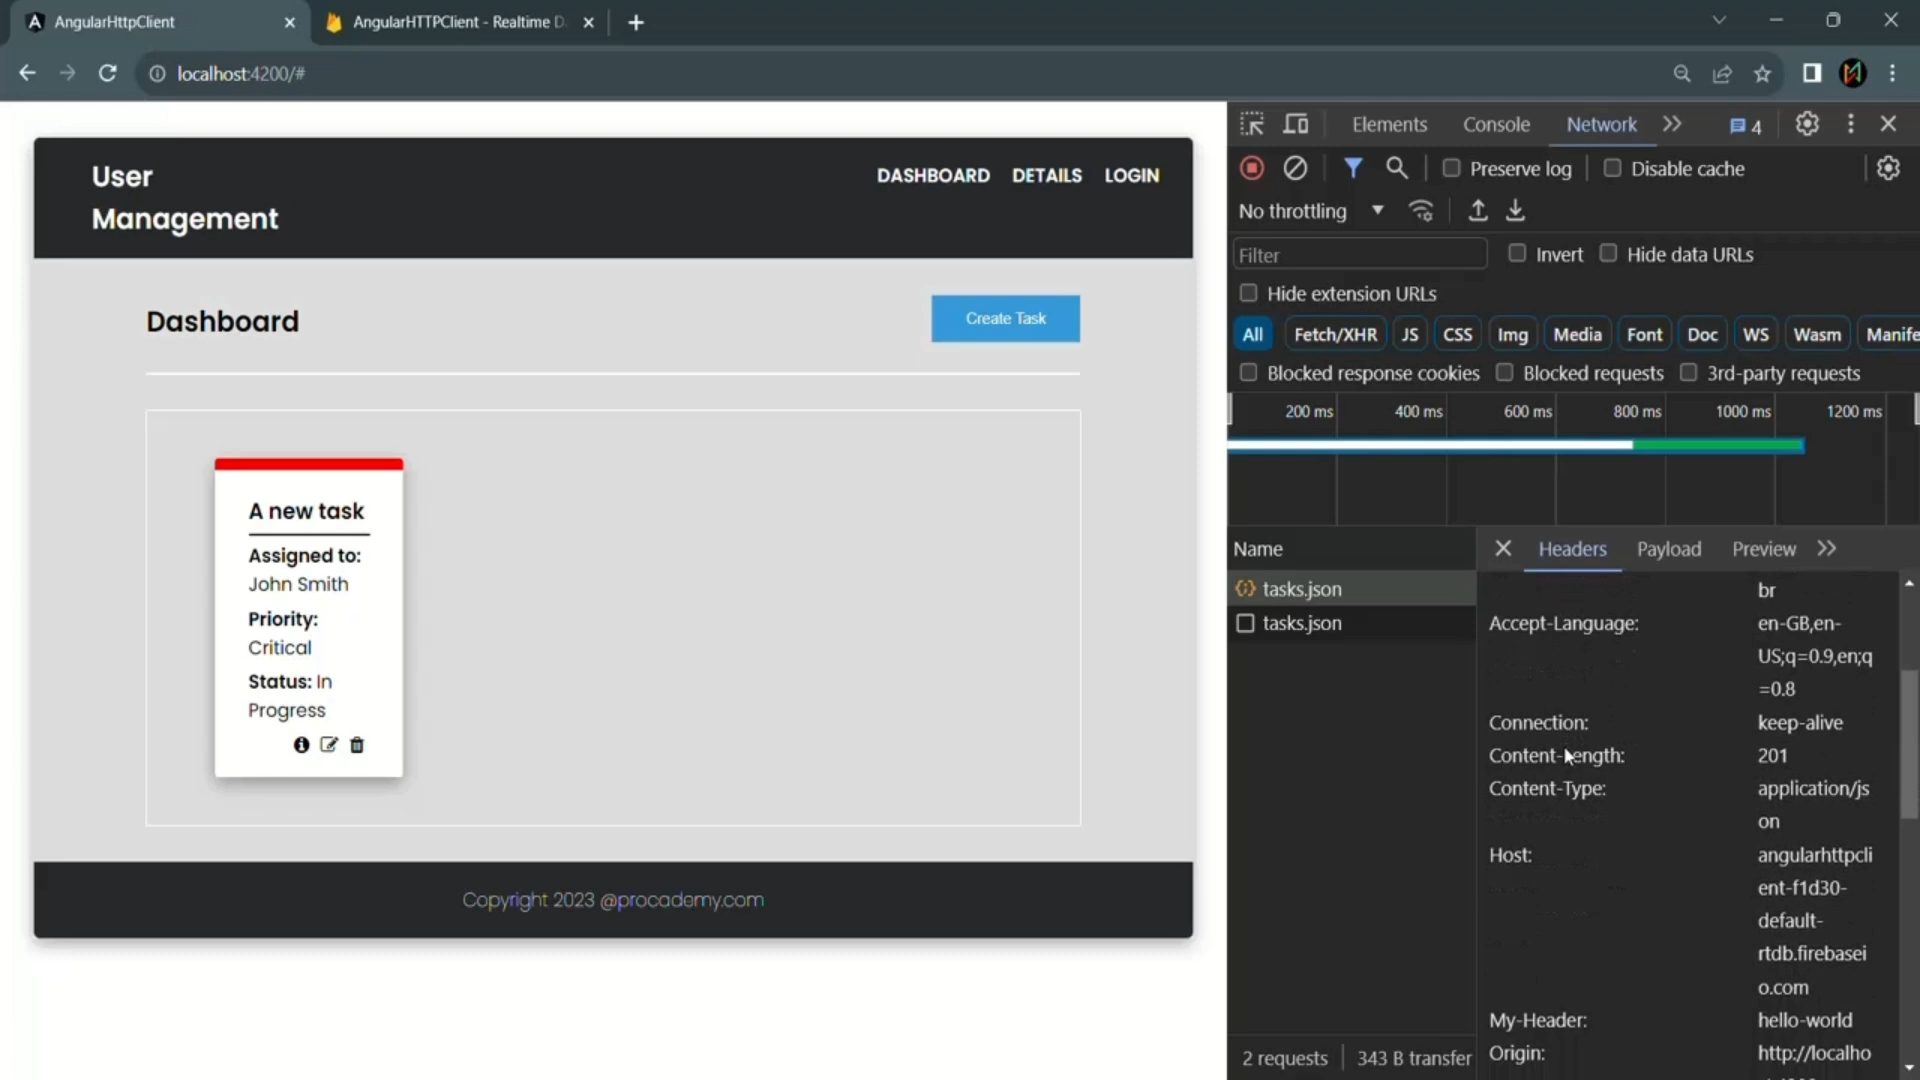 AngularHttpClient
AngularHTTPClient - Realtime D
localhost:4200/#
User
Management
DASHBOARD DETAILS LOGIN
Dashboard
Create Task
A new task
Assigned to:
John Smith
Priority:
Critical
Status: In
Progress
Copyright 2023 @procademy.com
Elements Console Network 4
Preserve log Disable cache
No throttling
Filter Invert Hide data URLs
Hide extension URLs
All Fetch/XHR JS CSS Img Media Font Doc WS Wasm Manife
Blocked response cookies Blocked requests 3rd-party requests
200 ms 400 ms 600 ms 800 ms 1000 ms 1200 ms
Name
tasks.json
tasks.json
2 requests 343 B transfer
Headers Payload Preview
br
Accept-Language: en-GB,en-
US;q=0.9,en;q
=0.8
Connection: keep-alive
Content-Length: 201
Content-Type: application/js
on
Host: angularhttpcli
ent-f1d30-
default-
rtdb.firebasei
o.com
My-Header: hello-world
Origin: http://localho